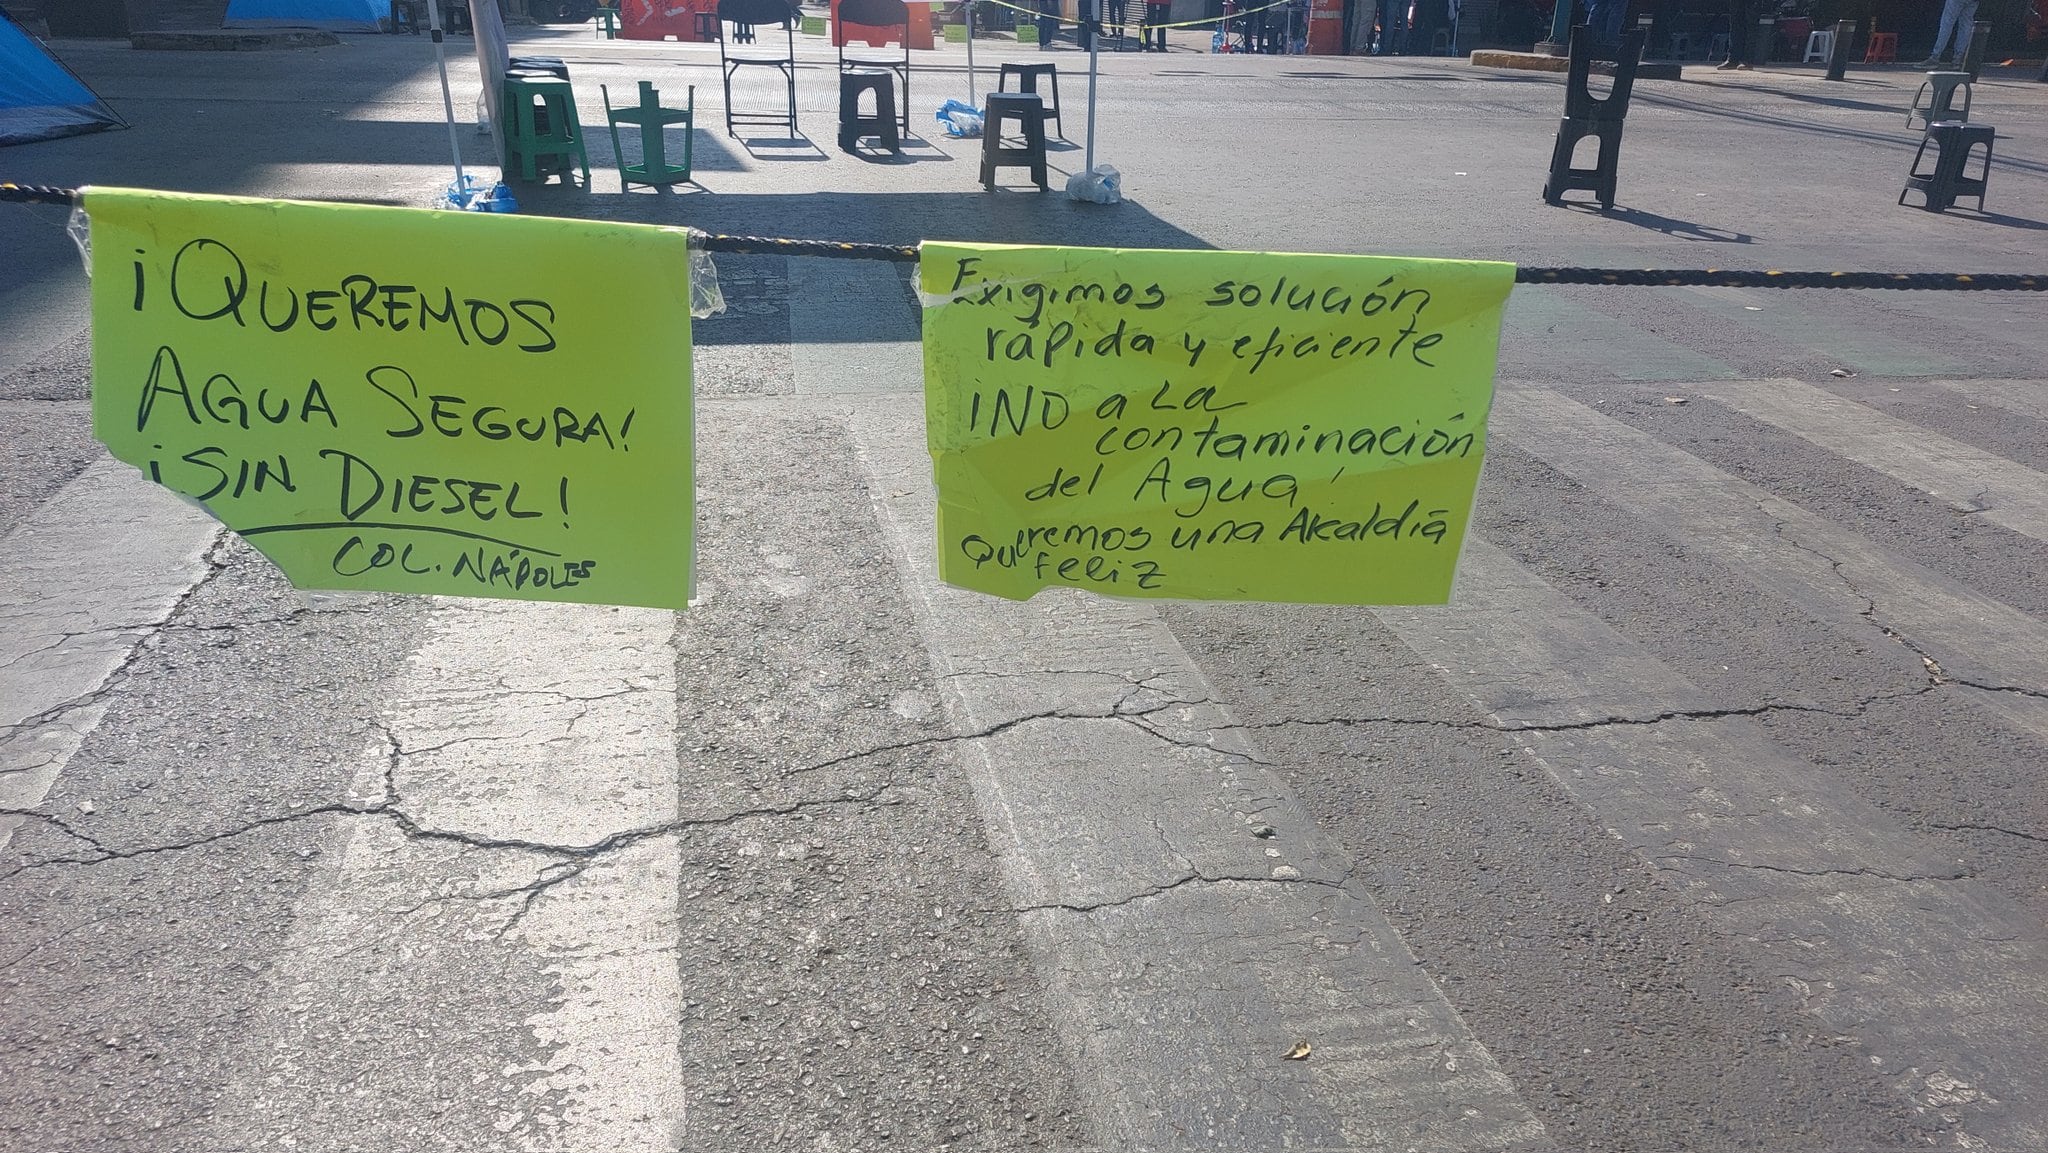 ¡QUEREMOS
AGUA SEGURA!
¡SIN DIESEL!
COL. NÁPOLES
Exigimos solución
rápida y eficiente
¡NO a La
contaminación
del Agua!
Queremos una Alcaldía
feliz